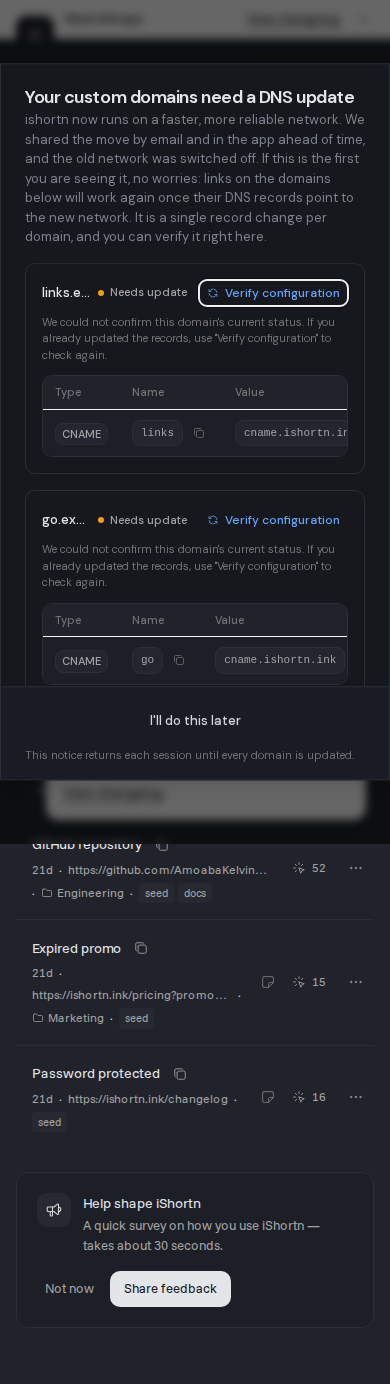 Your custom domains need a DNS update
ishortn now runs on a faster, more reliable network. We
shared the move by email and in the app ahead of time,
and the old network was switched off. If this is the first
you are seeing it, no worries: links on the domains
below will work again once their DNS records point to
the new network. It is a single record change per
domain, and you can verify it right here.
links.e... Needs update Verify configuration
We could not confirm this domain's current status. If you
already updated the records, use "Verify configuration" to
check again.
Type Name Value
CNAME links cname.ishortn.in
go.ex... Needs update Verify configuration
We could not confirm this domain's current status. If you
already updated the records, use "Verify configuration" to
check again.
Type Name Value
CNAME go cname.ishortn.ink
I'll do this later
This notice returns each session until every domain is updated.
GitHub repository
21d · https://github.com/AmoabaKelvin... 52
· Engineering · seed docs
Expired promo
21d ·
https://ishortn.ink/pricing?promo... · 15
Marketing · seed
Password protected
21d · https://ishortn.ink/changelog · 16
seed
Help shape iShortn
A quick survey on how you use iShortn —
takes about 30 seconds.
Not now Share feedback